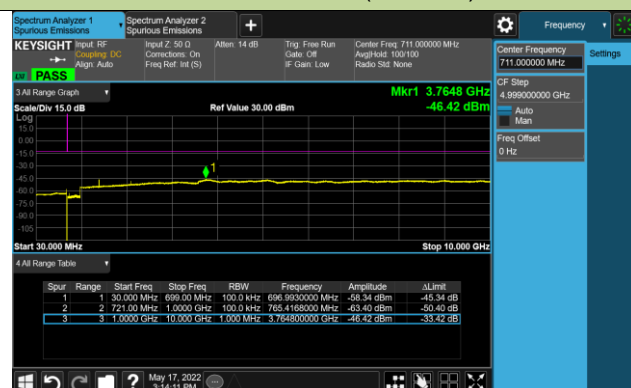 Spectrum Analyzer 1
Spurious Emissions
Spectrum Analyzer 2
Spurious Emissions
Frequency
KEYSIGHT
Input: RF
Coupling: DC
Align: Auto
Input Z: 50 Ω
Corrections: On
Freq Ref: Int (S)
Atten: 14 dB
Trig: Free Run
Gate: Off
IF Gain: Low
Center Freq: 711.000000 MHz
Avg|Hold: 100/100
Radio Std: None
PASS
Center Frequency
711.000000 MHz
Settings
CF Step
4.999000000 GHz
Auto
Man
Freq Offset
0 Hz
3 All Range Graph
Mkr1 3.7648 GHz
-46.42 dBm
Scale/Div 15.0 dB
Ref Value 30.00 dBm
Log
15.0
0.00
-15.0
-30.0
-45.0
-60.0
-75.0
-90.0
-105
1
Start 30.000 MHz
Stop 10.000 GHz
4 All Range Table
Spur Range Start Freq Stop Freq RBW Frequency Amplitude ΔLimit
1 1 30.000 MHz 699.00 MHz 100.0 kHz 696.9930000 MHz -58.34 dBm -45.34 dB
2 2 721.00 MHz 1.0000 GHz 100.0 kHz 765.4168000 MHz -63.40 dBm -50.40 dB
3 3 1.0000 GHz 10.000 GHz 1.000 MHz 3.764800000 GHz -46.42 dBm -33.42 dB
May 17, 2022
3:14:11 PM